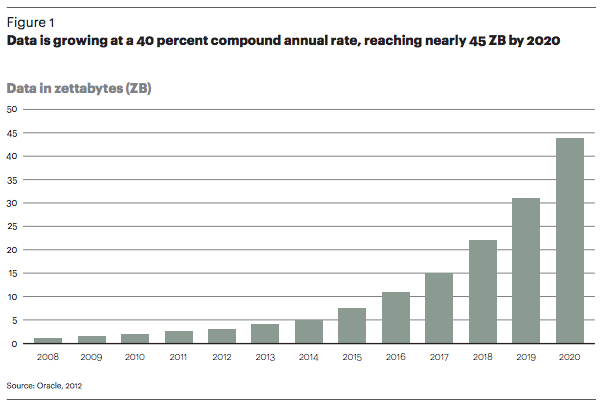 Figure 1
Data is growing at a 40 percent compound annual rate, reaching nearly 45 ZB by 2020
Data in zettabytes (ZB)
50
45
40
35
30
25
20
15
10
5
0
2008 2009 2010 2011 2012 2013 2014 2015 2016 2017 2018 2019 2020
Source: Oracle, 2012